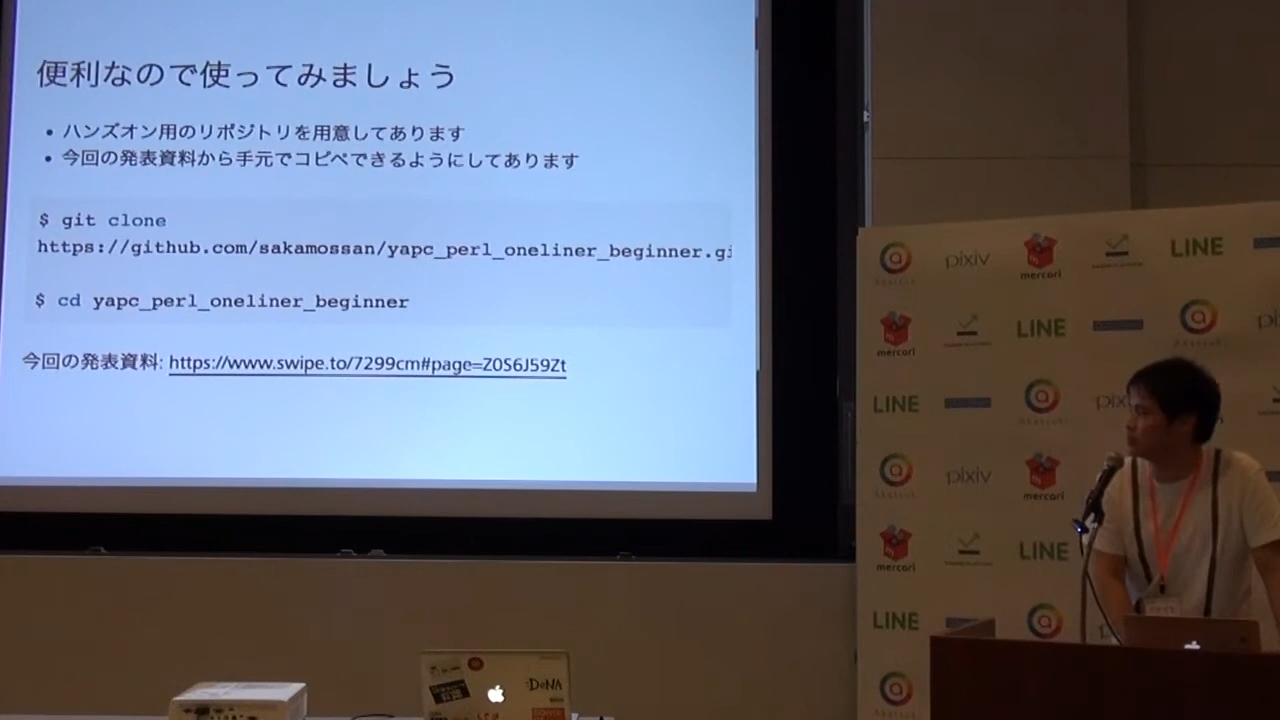 便利なので使ってみましょう
• ハンズオン用のリポジトリを用意してあります
• 今回の発表資料から手元でコピペできるようにしてあります
$ git clone
https://github.com/sakamossan/yapc_perl_oneliner_beginner.gi
$ cd yapc_perl_oneliner_beginner
今回の発表資料: https://www.swipe.to/7299cm#page=Z0S6J59Zt
pixiv
mercari
LINE
mercari
LINE
LINE
pixiv
pixiv
mercari
mercari
LINE
LINE
:DeNA